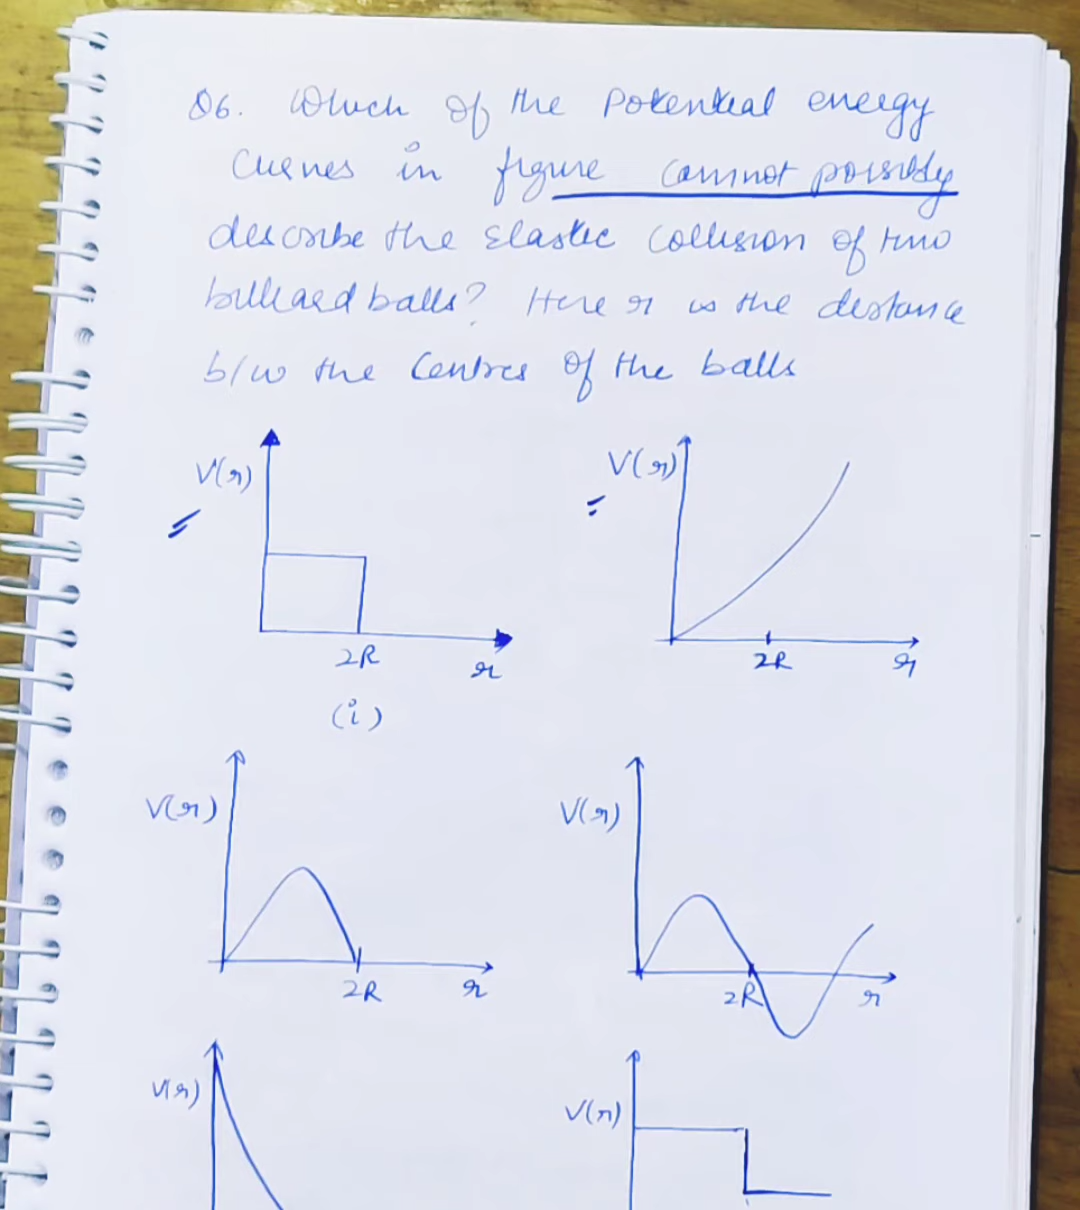 Q6. Which of the Potential energy
Curves in figure cannot possibly
describe the Elastic Collision of two
billiard balls? Here r is the distance
b/w the Centres of the balls
V(r)
V(r)
2R
r
2R
r
(i)
V(r)
V(r)
2R
r
2R
r
V(r)
V(r)